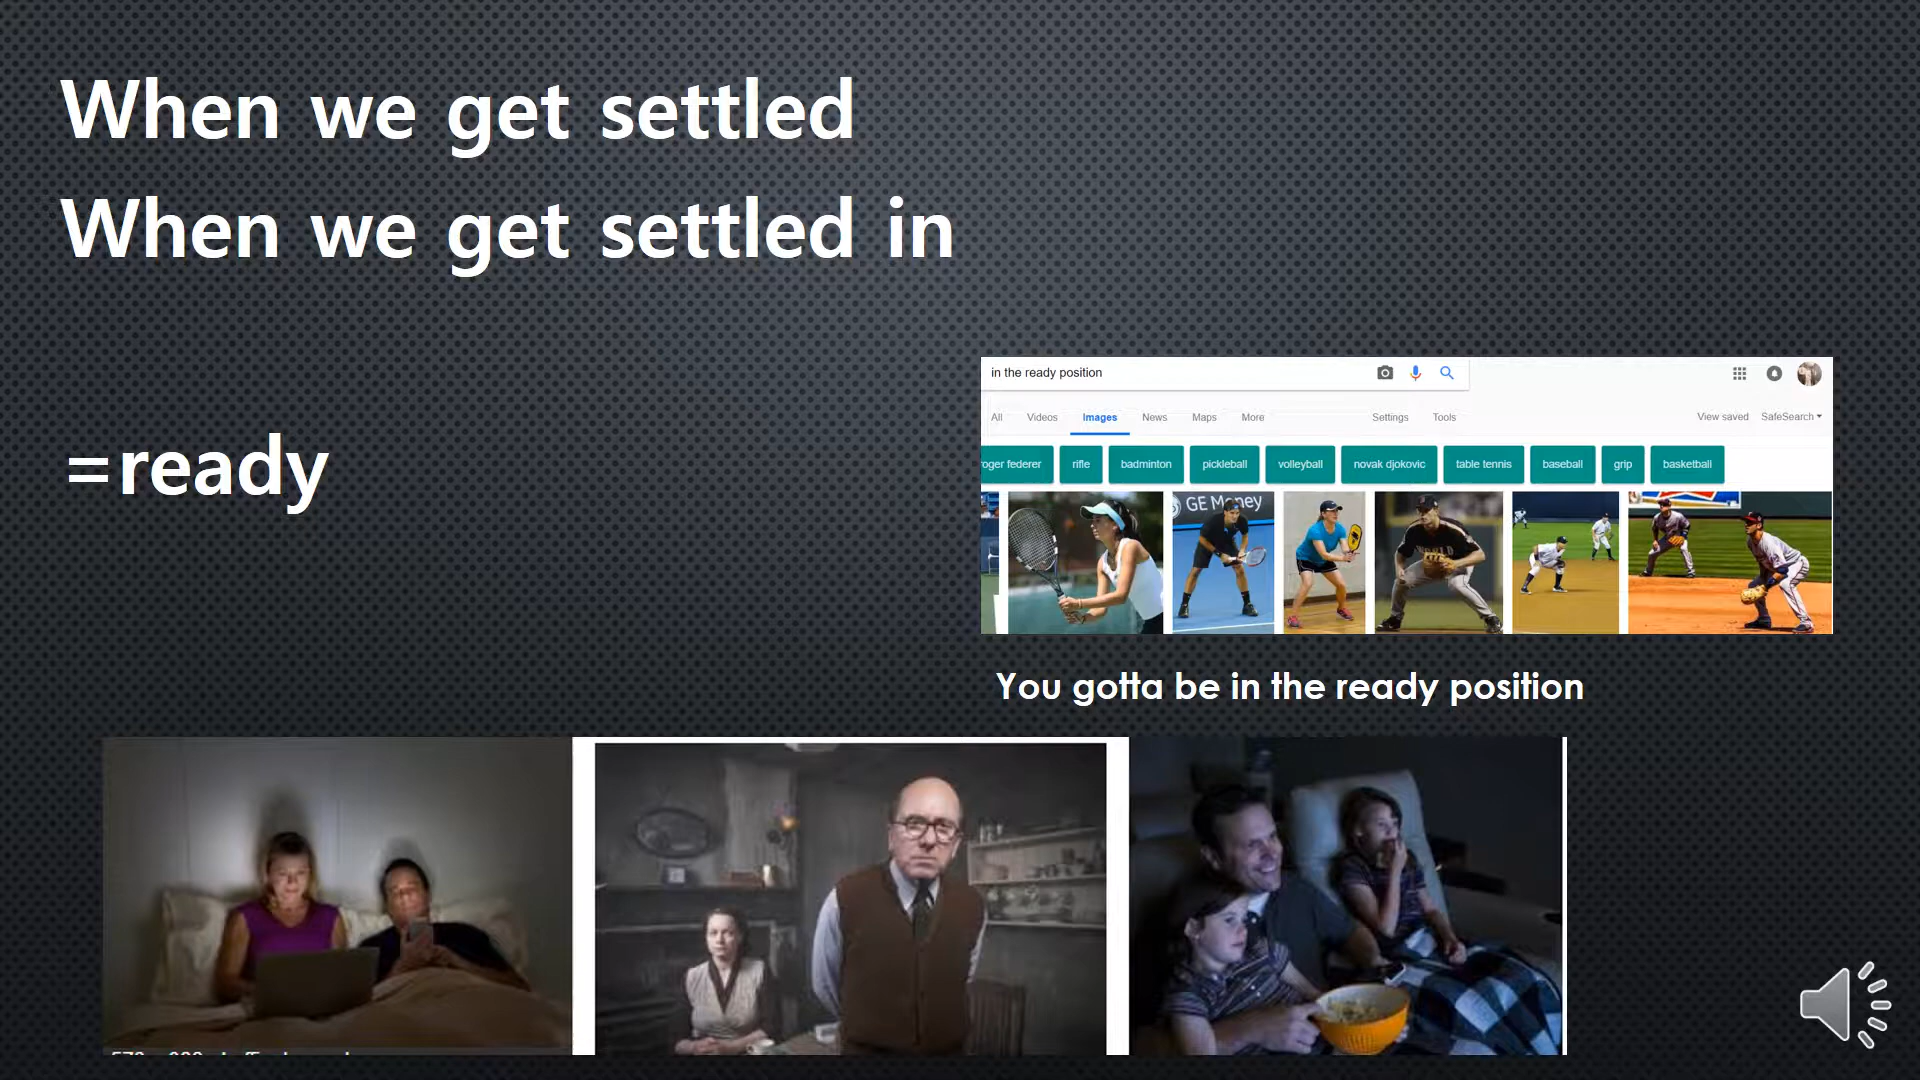 When we get settled
When we get settled in
=ready
in the ready position
All Videos Images News Maps More Settings Tools View saved SafeSearch
oger federer rifle badminton pickleball volleyball novak djokovic table tennis baseball grip basketball
GE Money
You gotta be in the ready position